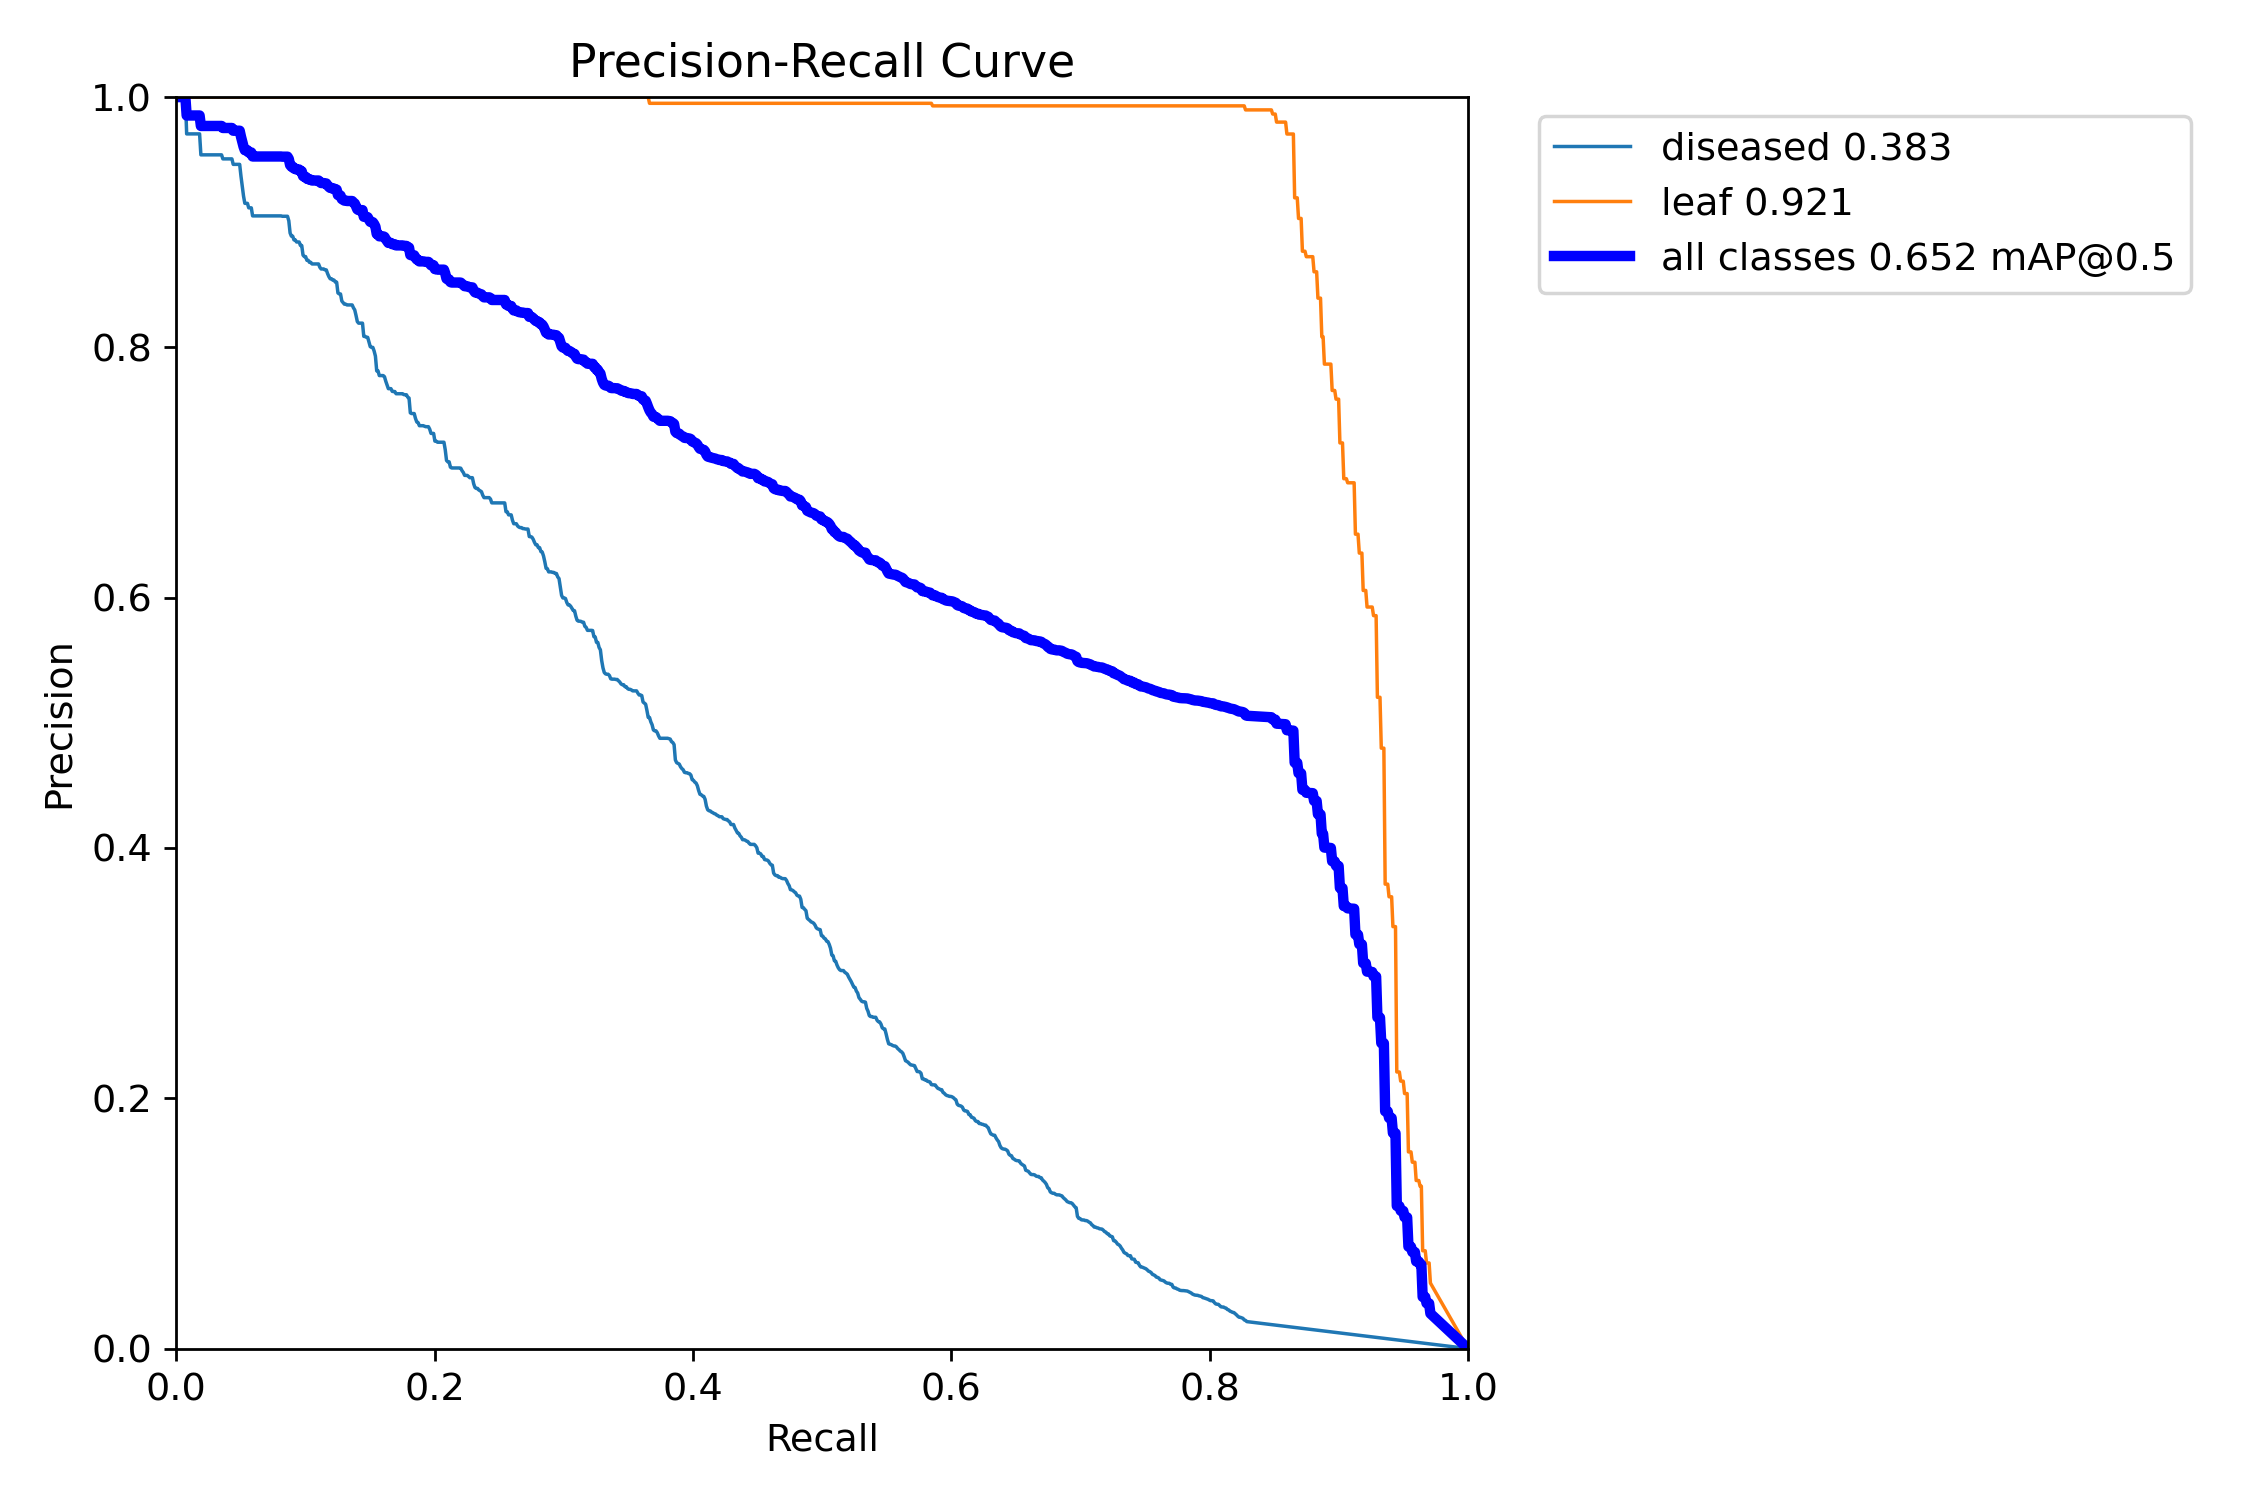 Precision-Recall Curve
1.0
0.8
0.6
0.4
0.2
0.0
Precision
0.0 0.2 0.4 0.6 0.8 1.0
Recall
diseased 0.383
leaf 0.921
all classes 0.652 mAP@0.5